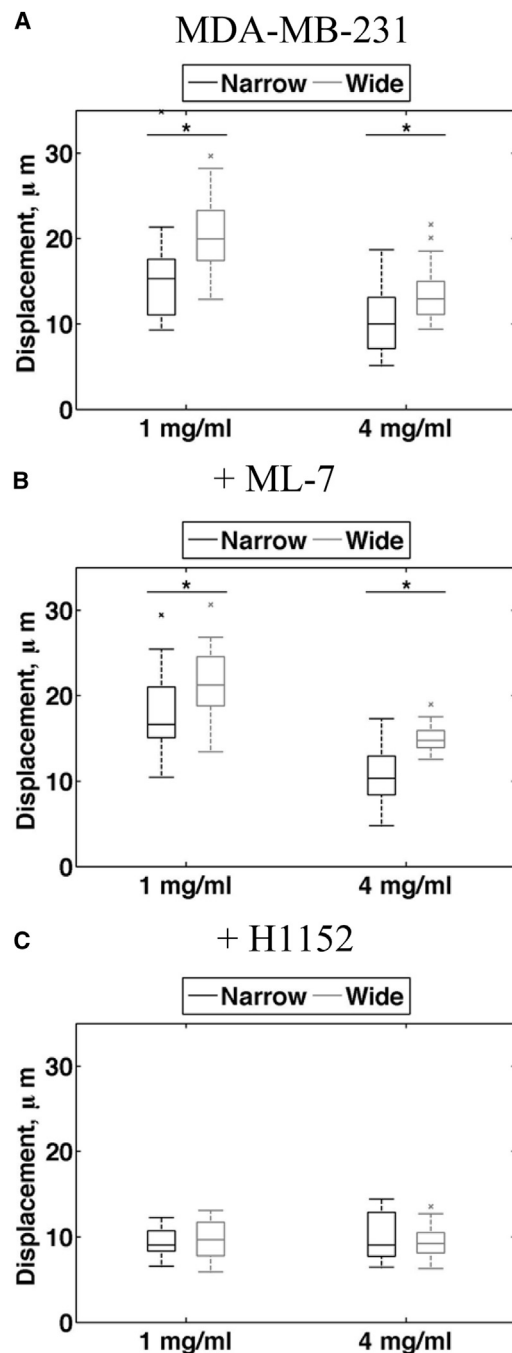 A
MDA-MB-231
Narrow Wide
Displacement, μ m
30
20
10
0
*
*
1 mg/ml
4 mg/ml
B
+ ML-7
Narrow Wide
Displacement, μ m
30
20
10
0
*
*
1 mg/ml
4 mg/ml
C
+ H1152
Narrow Wide
Displacement, μ m
30
20
10
0
1 mg/ml
4 mg/ml